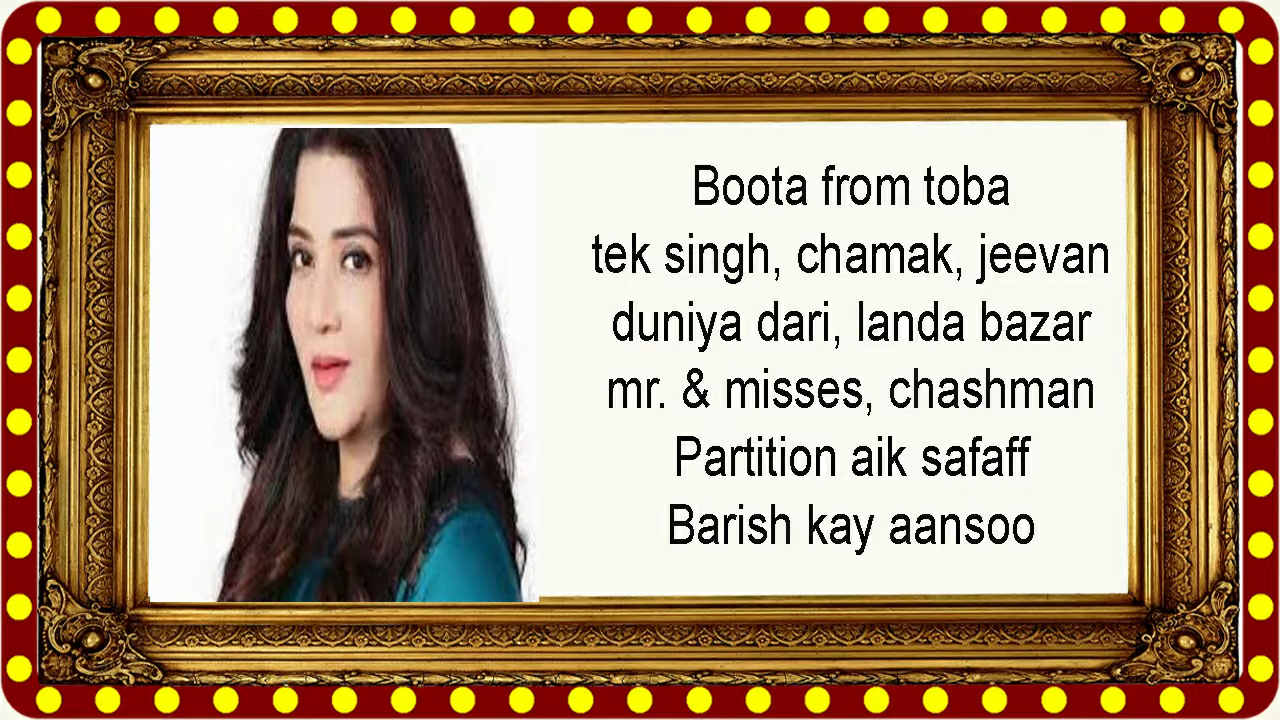 Boota from toba
tek singh, chamak, jeevan
duniya dari, landa bazar
mr. & misses, chashman
Partition aik safaff
Barish kay aansoo